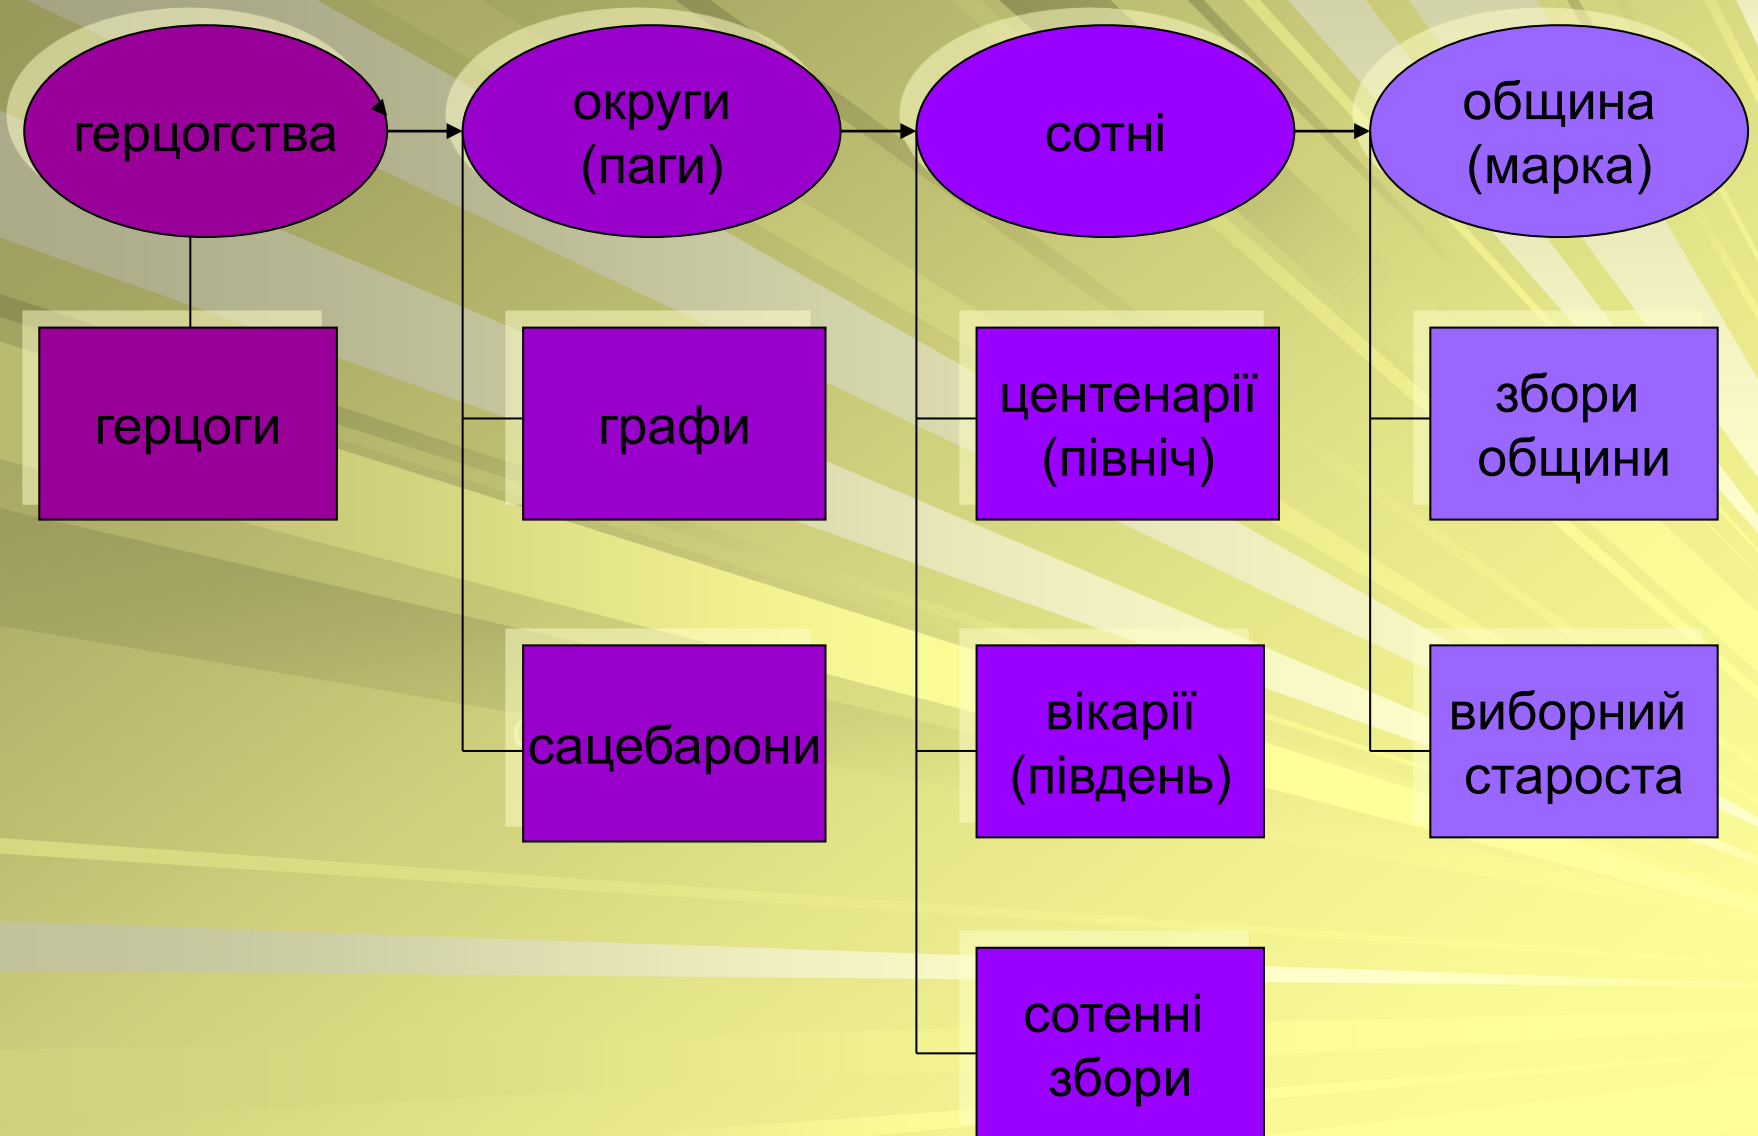 герцогства
округи
(паги)
сотні
община
(марка)
герцоги
графи
центенарії
(північ)
збори
общини
сацебарони
вікарії
(південь)
виборний
староста
сотенні
збори